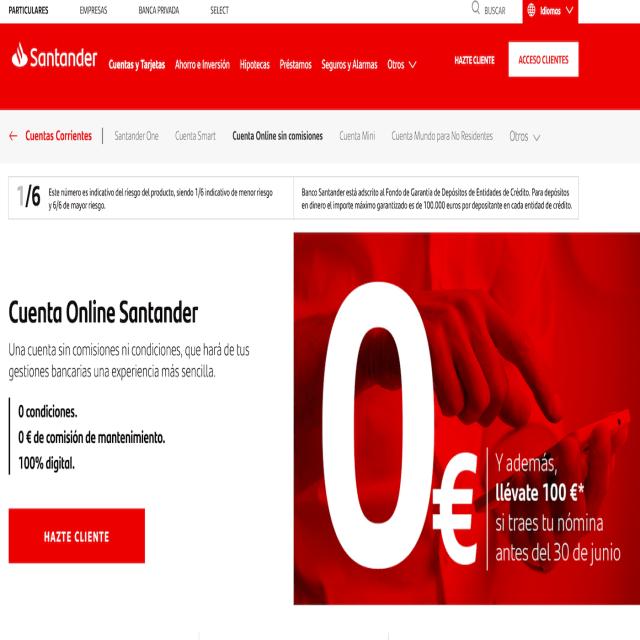 PARTICULARES EMPRESAS BANCA PRIVADA SELECT BUSCAR Idiomas
Santander Cuentas y Tarjetas Ahorro e Inversión Hipotecas Préstamos Seguros y Alarmas Otros HAZTE CLIENTE ACCESO CLIENTES
Cuentas Corrientes Santander One Cuenta Smart Cuenta Online sin comisiones Cuenta Mini Cuenta Mundo para No Residentes Otros
1/6
Este número es indicativo del riesgo del producto, siendo 1/6 indicativo de menor riesgo
y 6/6 de mayor riesgo.
Banco Santander está adscrito al Fondo de Garantía de Depósitos de Entidades de Crédito. Para depósitos
en dinero el importe máximo garantizado es de 100.000 euros por depositante en cada entidad de crédito.
Cuenta Online Santander
Una cuenta sin comisiones ni condiciones, que hará de tus
gestiones bancarias una experiencia más sencilla.
0 condiciones.
0 € de comisión de mantenimiento.
100% digital.
HAZTE CLIENTE
0€
Y además,
llévate 100 €*
si traes tu nómina
antes del 30 de junio